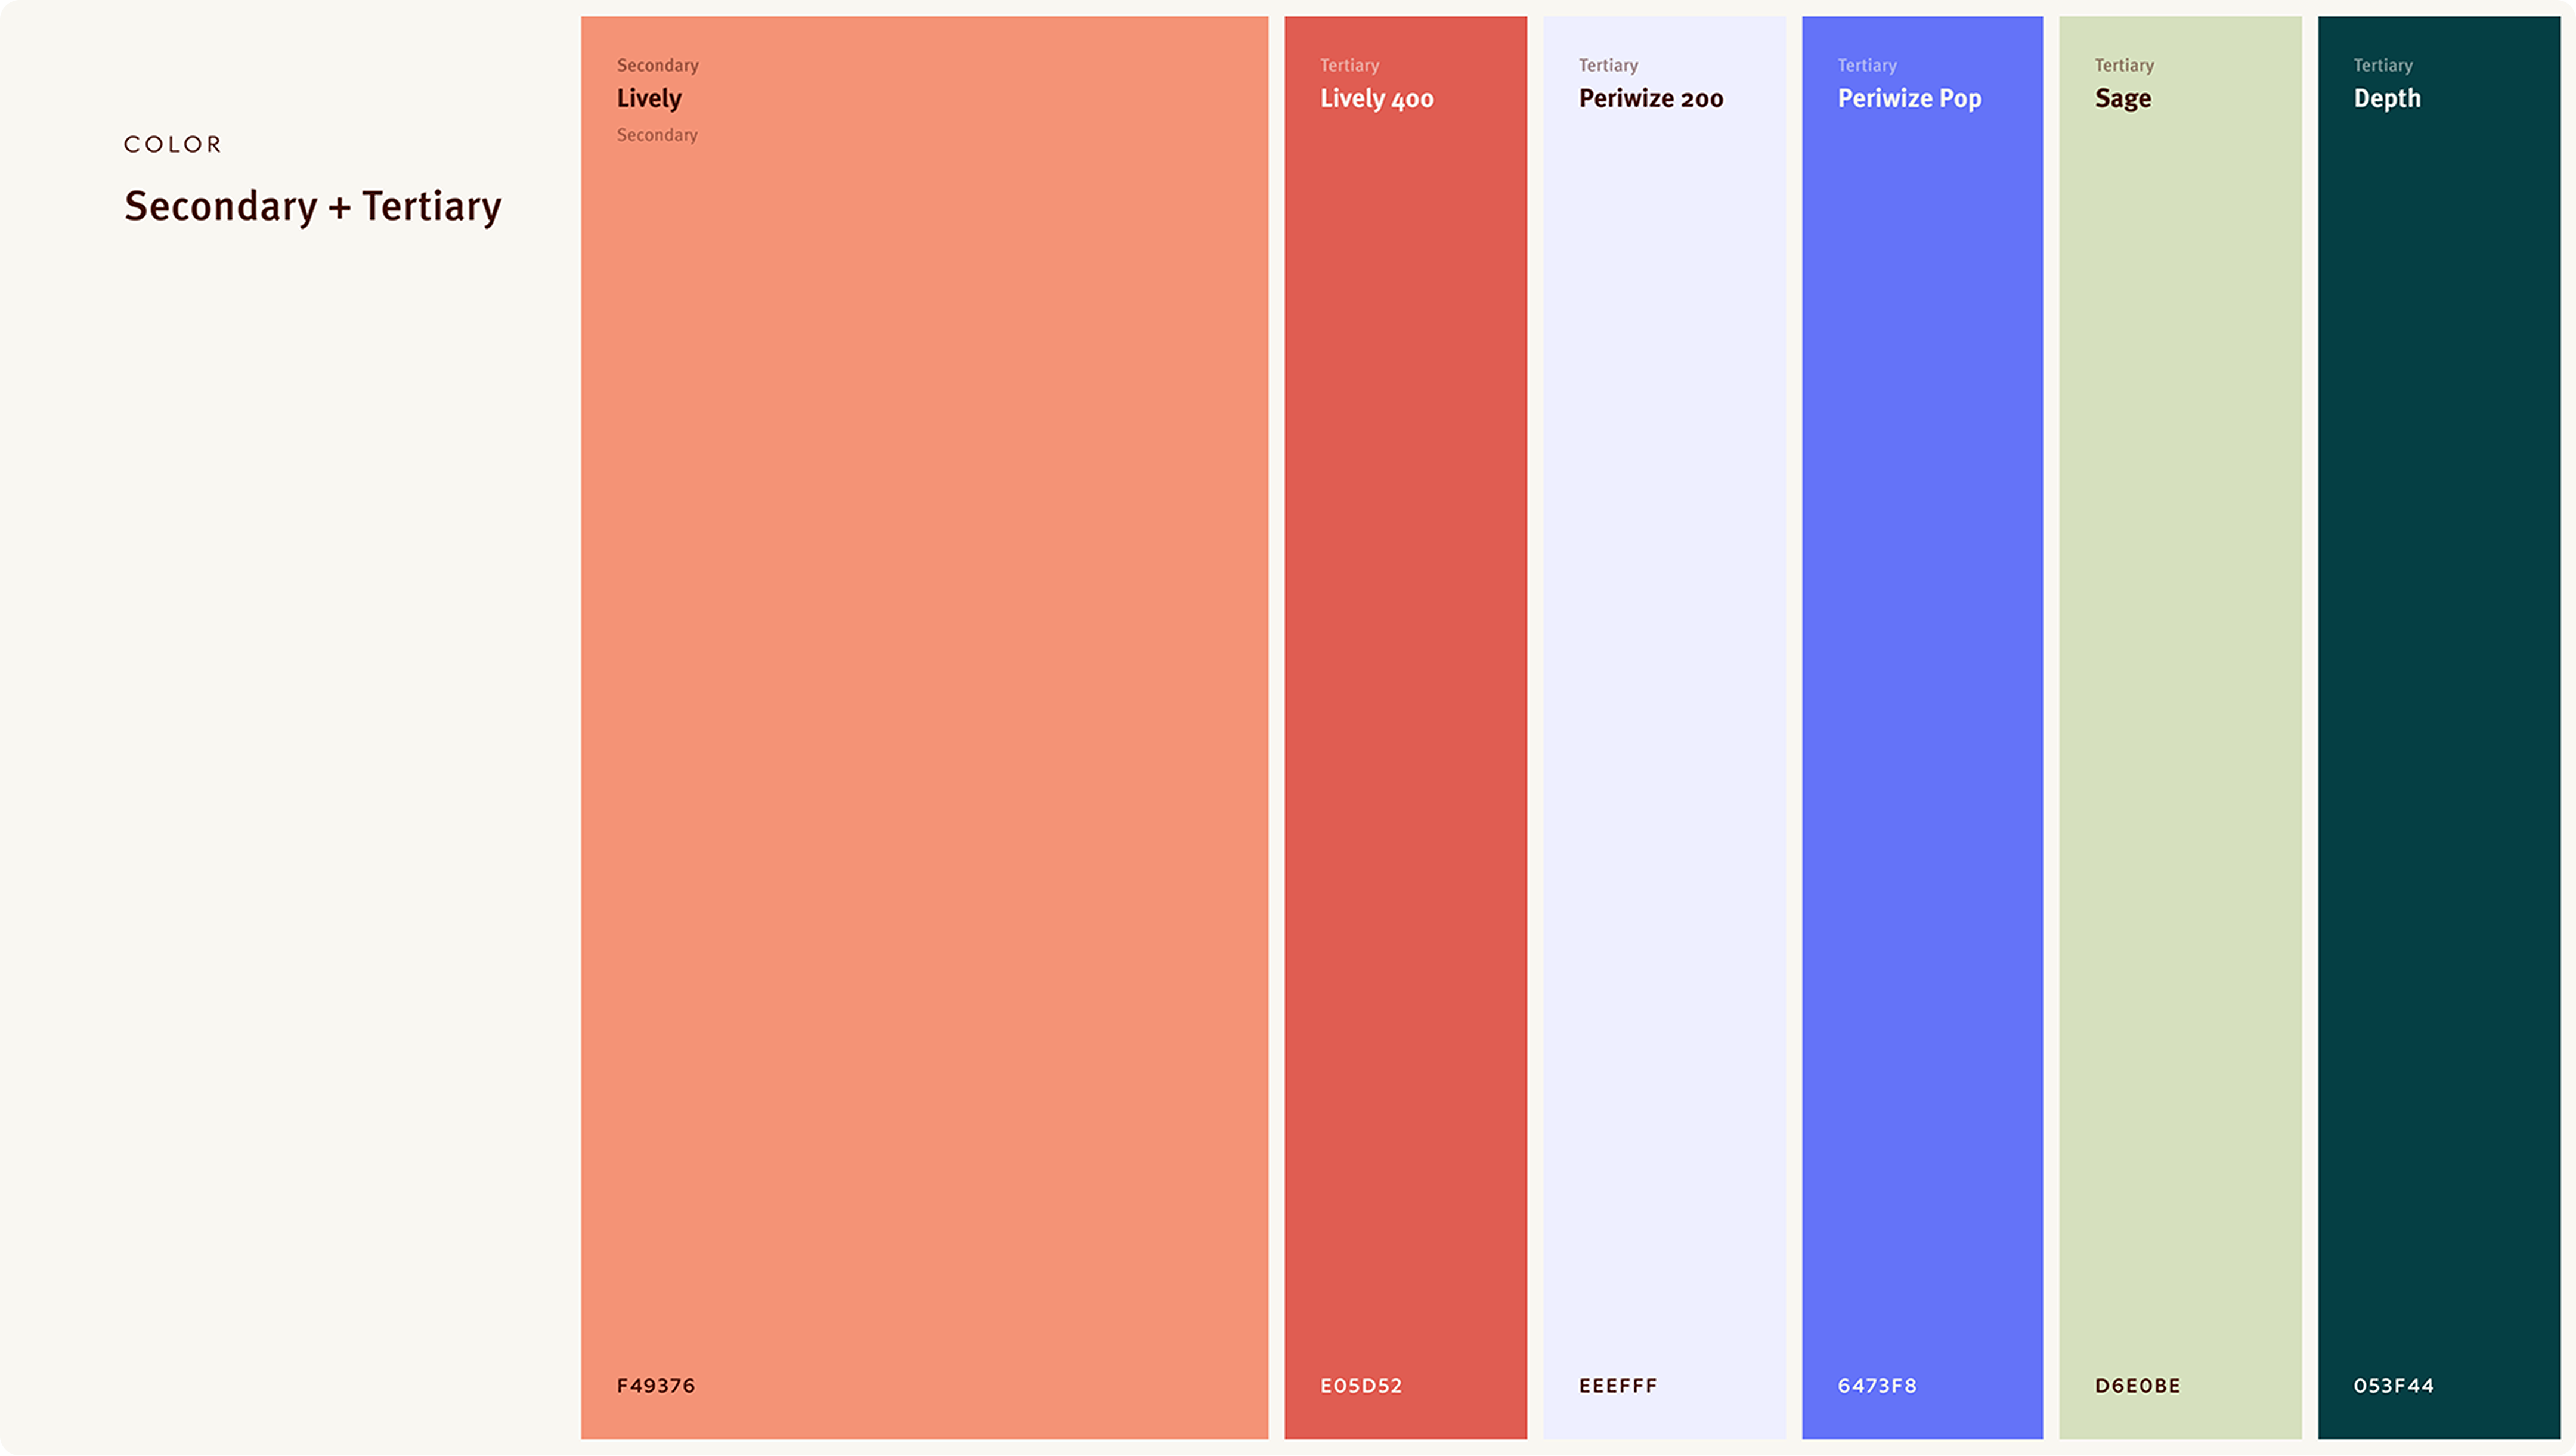 COLOR
Secondary + Tertiary
Secondary
Lively
Secondary
F49376
Tertiary
Lively 400
E05D52
Tertiary
Periwize 200
EEEFFF
Tertiary
Periwize Pop
6473F8
Tertiary
Sage
D6E0BE
Tertiary
Depth
053F44